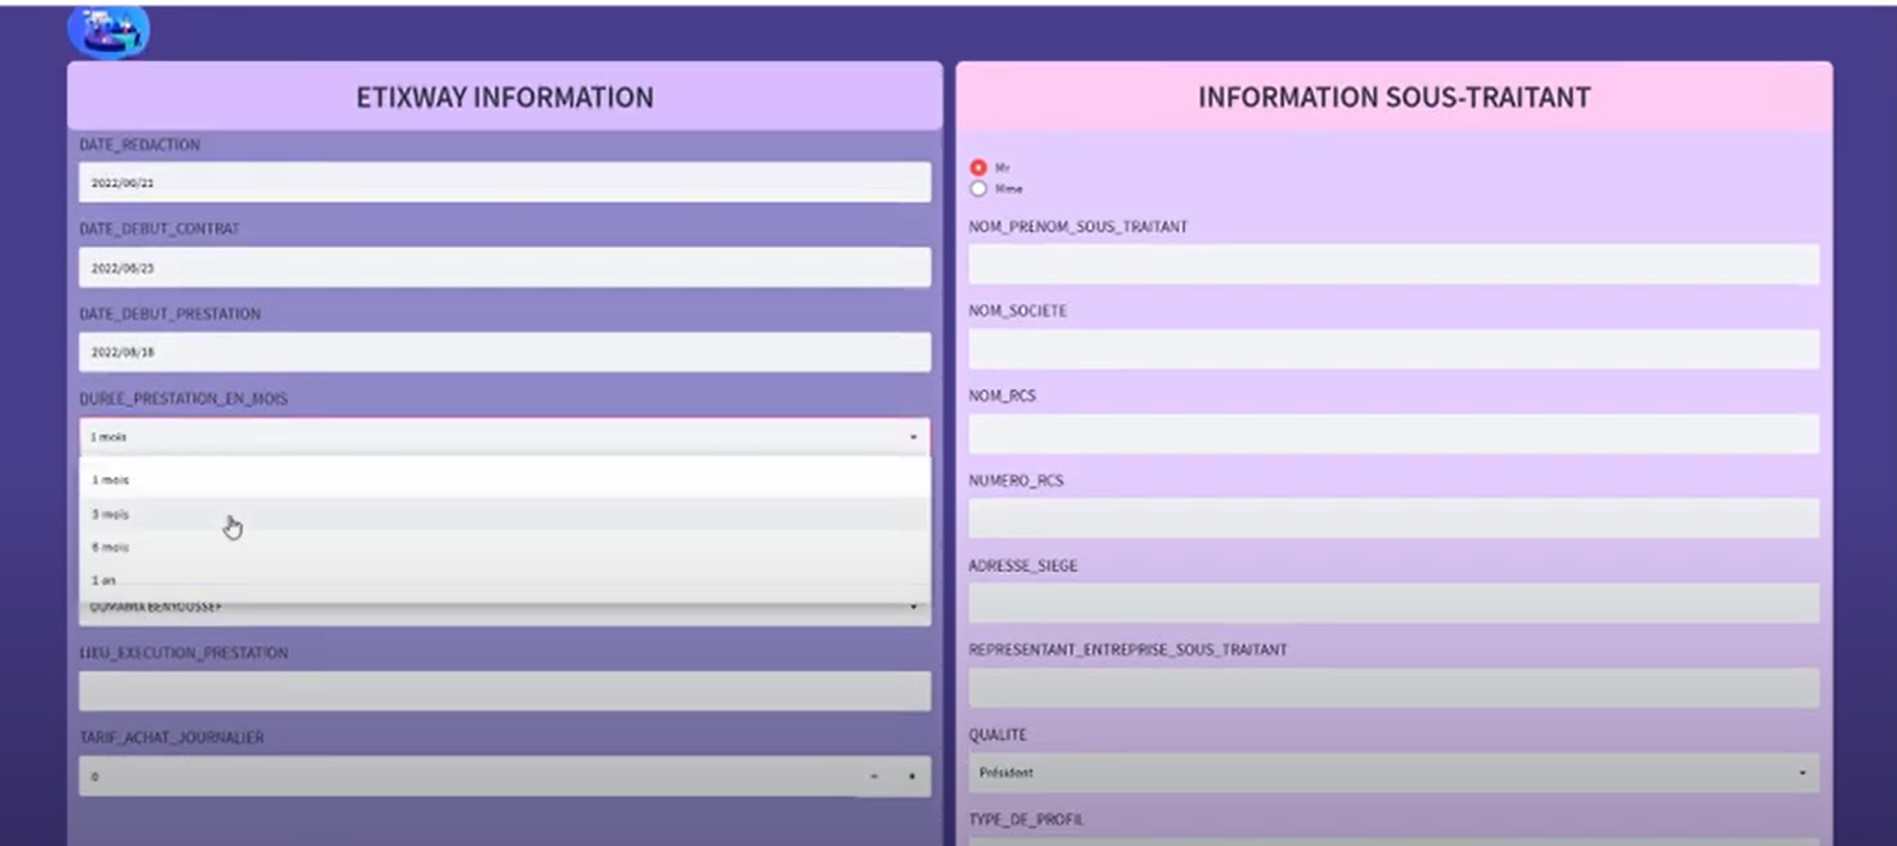 ETIXWAY INFORMATION
DATE_REDACTION
2022/06/21
DATE_DEBUT_CONTRAT
2022/06/23
DATE_DEBUT_PRESTATION
2022/08/18
DUREE_PRESTATION_EN_MOIS
1 mois
1 mois
3 mois
6 mois
1 an
OUMAIMA BENYOUSSEF
LIEU_EXECUTION_PRESTATION
TARIF_ACHAT_JOURNALIER
0
INFORMATION SOUS-TRAITANT
Mr
Mme
NOM_PRENOM_SOUS_TRAITANT
NOM_SOCIETE
NOM_RCS
NUMERO_RCS
ADRESSE_SIEGE
REPRESENTANT_ENTREPRISE_SOUS_TRAITANT
QUALITE
Président
TYPE_DE_PROFIL